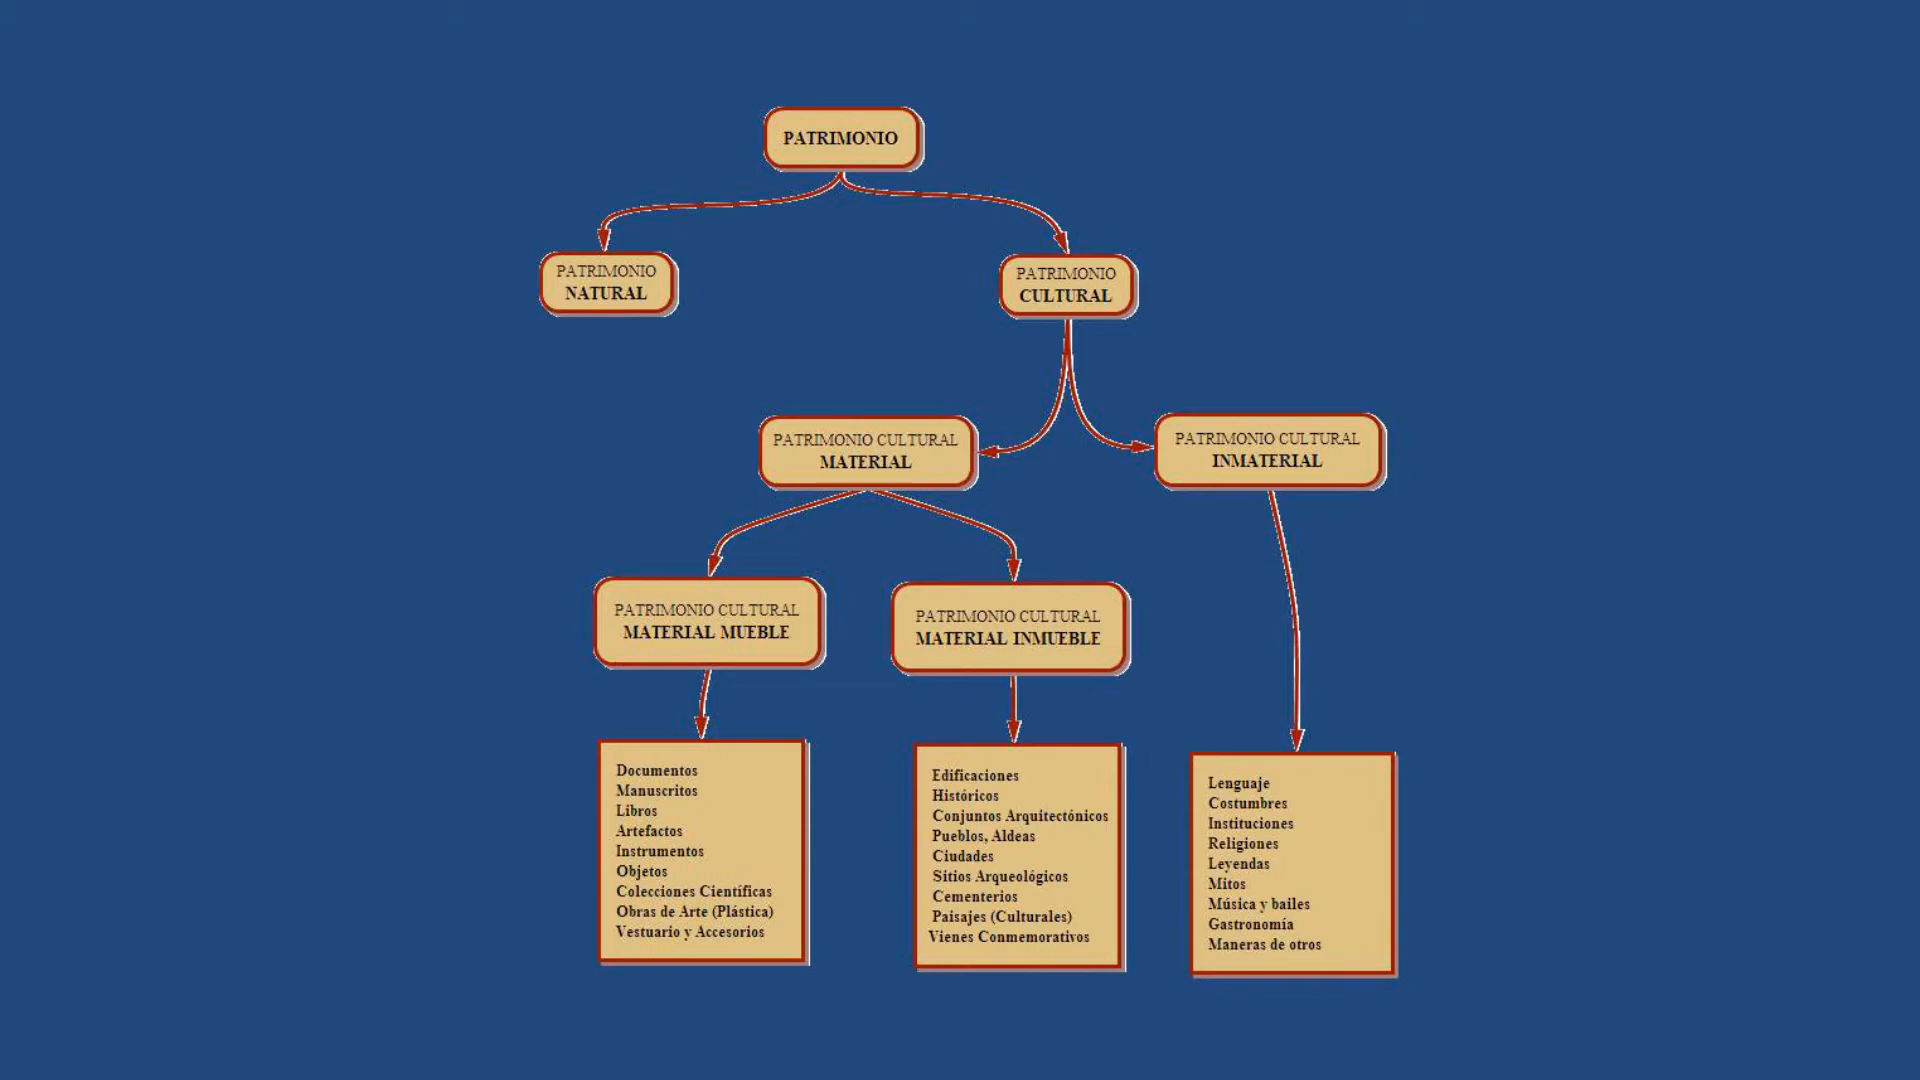 PATRIMONIO
PATRIMONIO
NATURAL
PATRIMONIO
CULTURAL
PATRIMONIO CULTURAL
MATERIAL
PATRIMONIO CULTURAL
INMATERIAL
PATRIMONIO CULTURAL
MATERIAL MUEBLE
PATRIMONIO CULTURAL
MATERIAL INMUEBLE
Documentos
Manuscritos
Libros
Artefactos
Instrumentos
Objetos
Colecciones Científicas
Obras de Arte (Plástica)
Vestuario y Accesorios
Edificaciones
Históricos
Conjuntos Arquitectónicos
Pueblos, Aldeas
Ciudades
Sitios Arqueológicos
Cementerios
Paisajes (Culturales)
Vienes Conmemorativos
Lenguaje
Costumbres
Instituciones
Religiones
Leyendas
Mitos
Música y bailes
Gastronomía
Maneras de otros